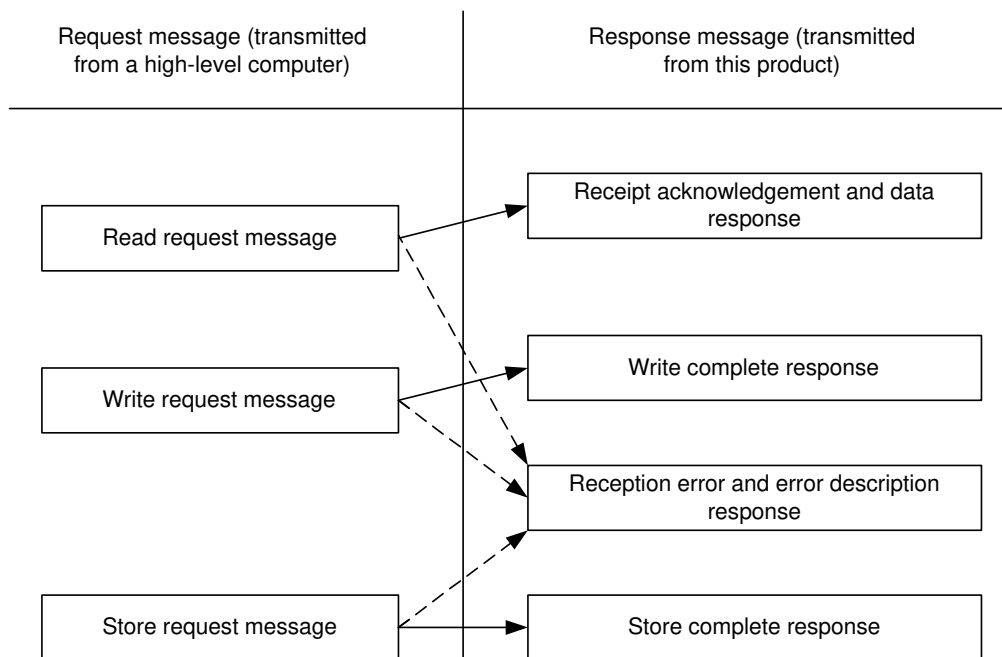 Request message (transmitted
from a high-level computer)
Response message (transmitted
from this product)
Receipt acknowledgement and data
response
Read request message
Write complete response
Write request message
Reception error and error description
response
Store request message
Store complete response